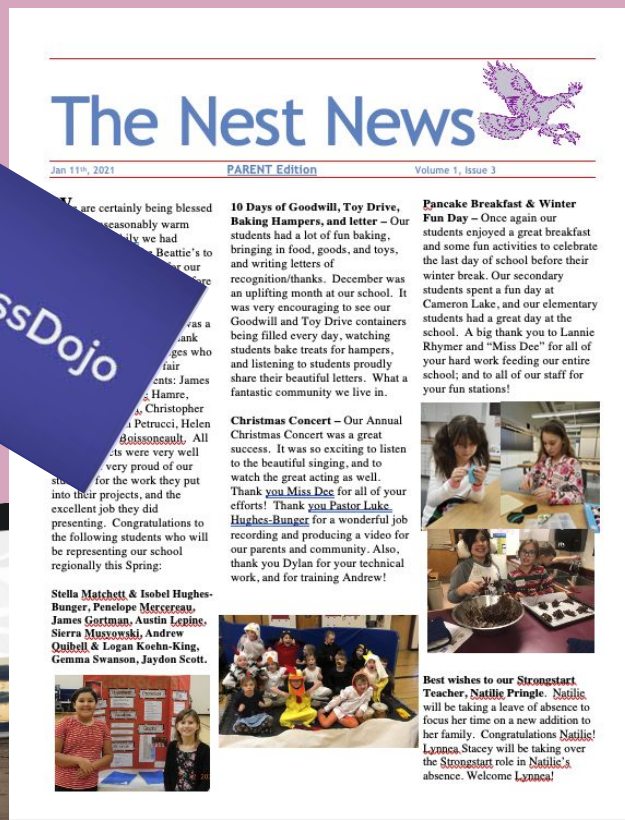 The Nest News
Jan 11th, 2021
PARENT Edition
Volume 1, Issue 3
are certainly being blessed
unseasonably warm
we had
Beattie's to
for our
ssDojo
was a
who
fair
James
Hamre,
Christopher
Petrucci, Helen
Boissoneault. All
were very well
very proud of our
for the work they put
into their projects, and the
excellent job they did
presenting. Congratulations to
the following students who will
be representing our school
regionally this Spring:
Stella Matchett & Isobel Hughes-
Bunger, Penelope Mercereau,
James Gortman, Austin Lepine,
Sierra Musyowski, Andrew
Quibell & Logan Koehn-King,
Gemma Swanson, Jaydon Scott.
10 Days of Goodwill, Toy Drive,
Baking Hampers, and letter – Our
students had a lot of fun baking,
bringing in food, goods, and toys,
and writing letters of
recognition/thanks. December was
an uplifting month at our school. It
was very encouraging to see our
Goodwill and Toy Drive containers
being filled every day, watching
students bake treats for hampers,
and listening to students proudly
share their beautiful letters. What a
fantastic community we live in.
Christmas Concert – Our Annual
Christmas Concert was a great
success. It was so exciting to listen
to the beautiful singing, and to
watch the great acting as well.
Thank you Miss Dee for all of your
efforts! Thank you Pastor Luke
Hughes-Bunger for a wonderful job
recording and producing a video for
our parents and community. Also,
thank you Dylan for your technical
work, and for training Andrew!
Pancake Breakfast & Winter
Fun Day – Once again our
students enjoyed a great breakfast
and some fun activities to celebrate
the last day of school before their
winter break. Our secondary
students spent a fun day at
Cameron Lake, and our elementary
students had a great day at the
school. A big thank you to Lannie
Rhymer and “Miss Dee” for all of
your hard work feeding our entire
school; and to all of our staff for
your fun stations!
Best wishes to our Strongstart
Teacher, Natilie Pringle. Natilie
will be taking a leave of absence to
focus her time on a new addition to
her family. Congratulations Natilie!
Lynnea Stacey will be taking over
the Strongstart role in Natilie’s
absence. Welcome Lynnea!